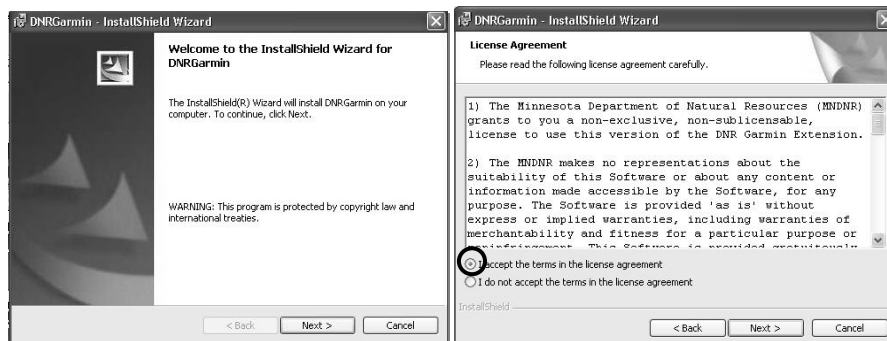 DNRGarmin - InstallShield Wizard
Welcome to the InstallShield Wizard for
DNRGarmin
The InstallShield(R) Wizard will install DNRGarmin on your
computer. To continue, click Next.
WARNING: This program is protected by copyright law and
international treaties.
< Back
Next >
Cancel
DNRGarmin - InstallShield Wizard
License Agreement
Please read the following license agreement carefully.
1) The Minnesota Department of Natural Resources (MNDNR)
grants to you a non-exclusive, non-sublicensable,
license to use this version of the DNR Garmin Extension.
2) The MNDNR makes no representations about the
suitability of this Software or about any content or
information made accessible by the Software, for any
purpose. The Software is provided 'as is' without
express or implied warranties, including warranties of
merchantability and fitness for a particular purpose or
noninfringement. This Software is provided gratuitously
I accept the terms in the license agreement
I do not accept the terms in the license agreement
InstallShield
< Back
Next >
Cancel